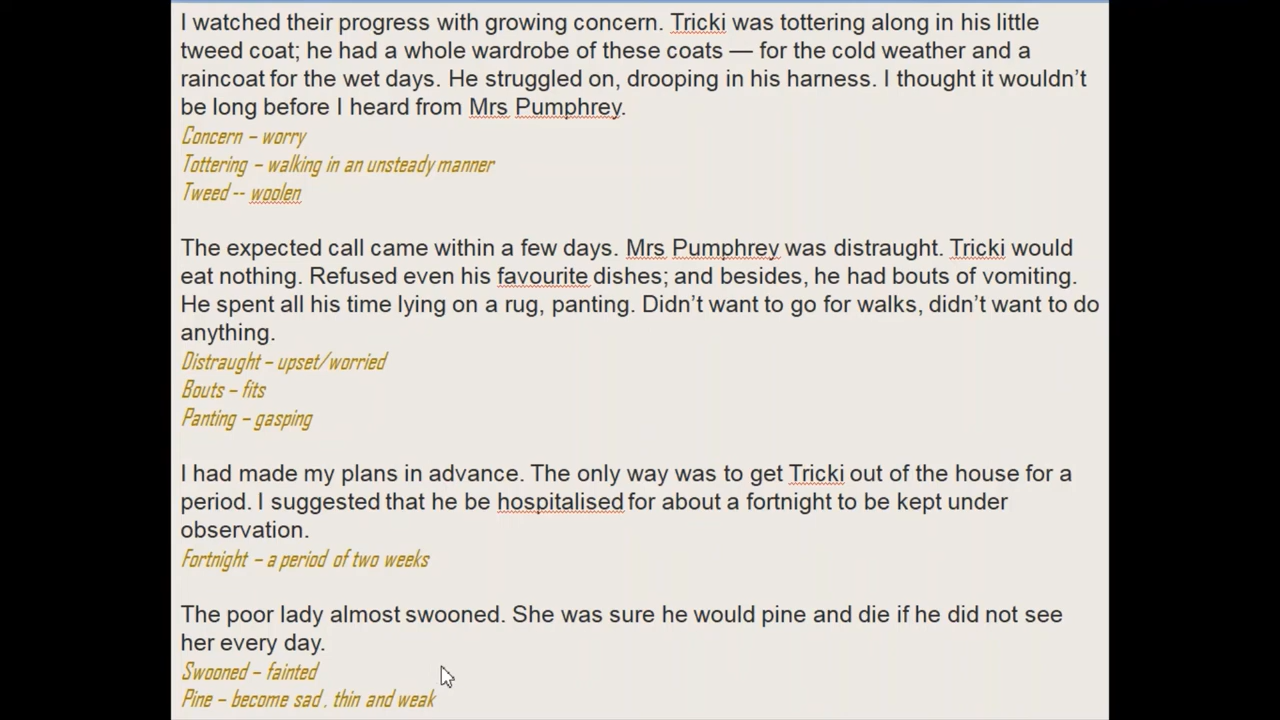 I watched their progress with growing concern. Tricki was tottering along in his little
tweed coat; he had a whole wardrobe of these coats — for the cold weather and a
raincoat for the wet days. He struggled on, drooping in his harness. I thought it wouldn’t
be long before I heard from Mrs Pumphrey.
Concern – worry
Tottering – walking in an unsteady manner
Tweed -- woolen
The expected call came within a few days. Mrs Pumphrey was distraught. Tricki would
eat nothing. Refused even his favourite dishes; and besides, he had bouts of vomiting.
He spent all his time lying on a rug, panting. Didn’t want to go for walks, didn’t want to do
anything.
Distraught – upset/worried
Bouts – fits
Panting – gasping
I had made my plans in advance. The only way was to get Tricki out of the house for a
period. I suggested that he be hospitalised for about a fortnight to be kept under
observation.
Fortnight – a period of two weeks
The poor lady almost swooned. She was sure he would pine and die if he did not see
her every day.
Swooned – fainted
Pine – become sad , thin and weak